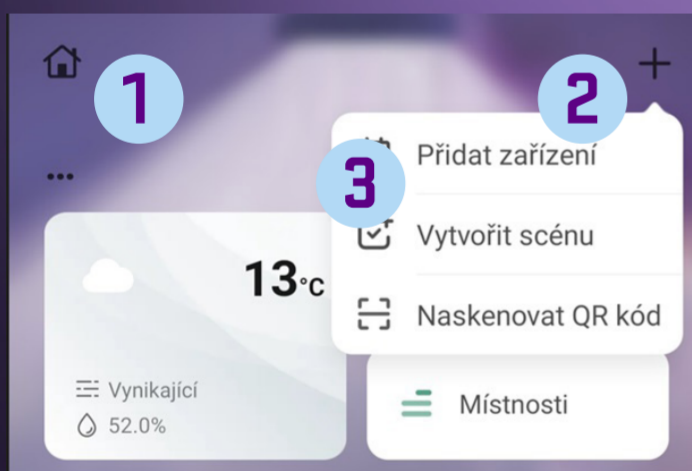 1
2
Přidat zařízení
3
Vytvořit scénu
13°C
Naskenovat QR kód
Vynikající
52.0%
Místnosti